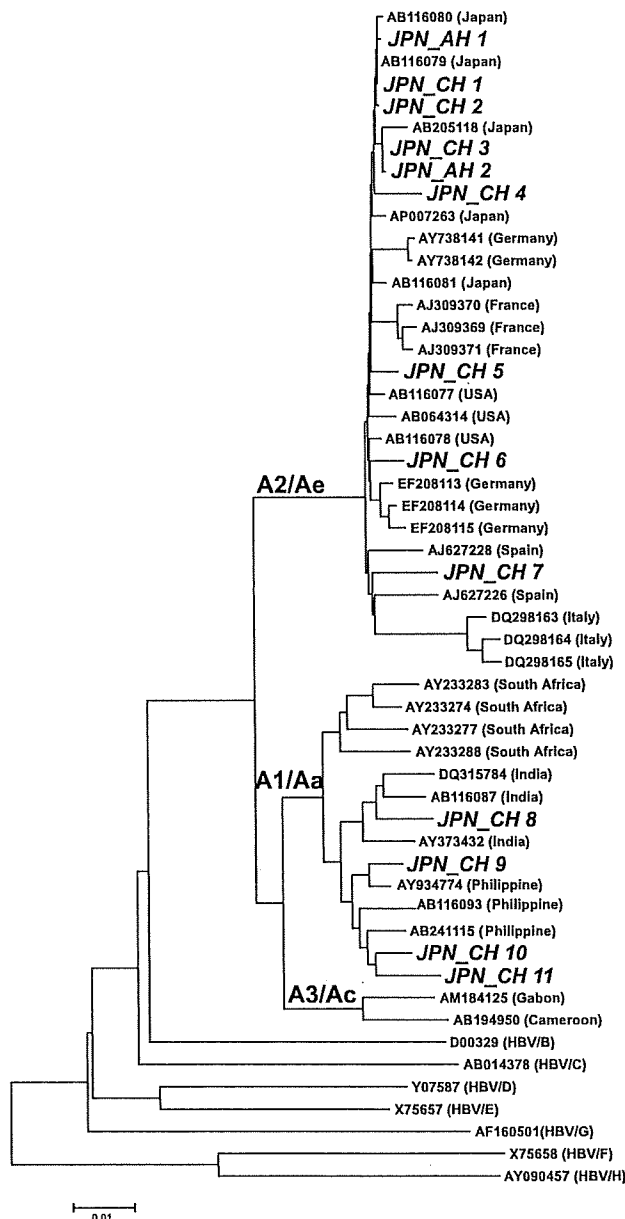 AB116080 (Japan)
JPN_AH 1
AB116079 (Japan)
JPN_CH 1
JPN_CH 2
AB205118 (Japan)
JPN_CH 3
JPN_AH 2
JPN_CH 4
AP007263 (Japan)
AY738141 (Germany)
AY738142 (Germany)
AB116081 (Japan)
AJ309370 (France)
AJ309369 (France)
AJ309371 (France)
JPN_CH 5
AB116077 (USA)
AB064314 (USA)
AB116078 (USA)
JPN_CH 6
A2/Ae
EF208113 (Germany)
EF208114 (Germany)
EF208115 (Germany)
AJ627228 (Spain)
JPN_CH 7
AJ627226 (Spain)
DQ298163 (Italy)
DQ298164 (Italy)
DQ298165 (Italy)
AY233283 (South Africa)
AY233274 (South Africa)
AY233277 (South Africa)
AY233288 (South Africa)
A1/Aa
DQ315784 (India)
AB116087 (India)
JPN_CH 8
AY373432 (India)
JPN_CH 9
AY934774 (Philippine)
AB116093 (Philippine)
AB241115 (Philippine)
JPN_CH 10
JPN_CH 11
A3/Ac
AM184125 (Gabon)
AB194950 (Cameroon)
D00329 (HBV/B)
AB014378 (HBV/C)
Y07587 (HBV/D)
X75657 (HBV/E)
AF160501(HBV/G)
X75658 (HBV/F)
AY090457 (HBV/H)
0.01